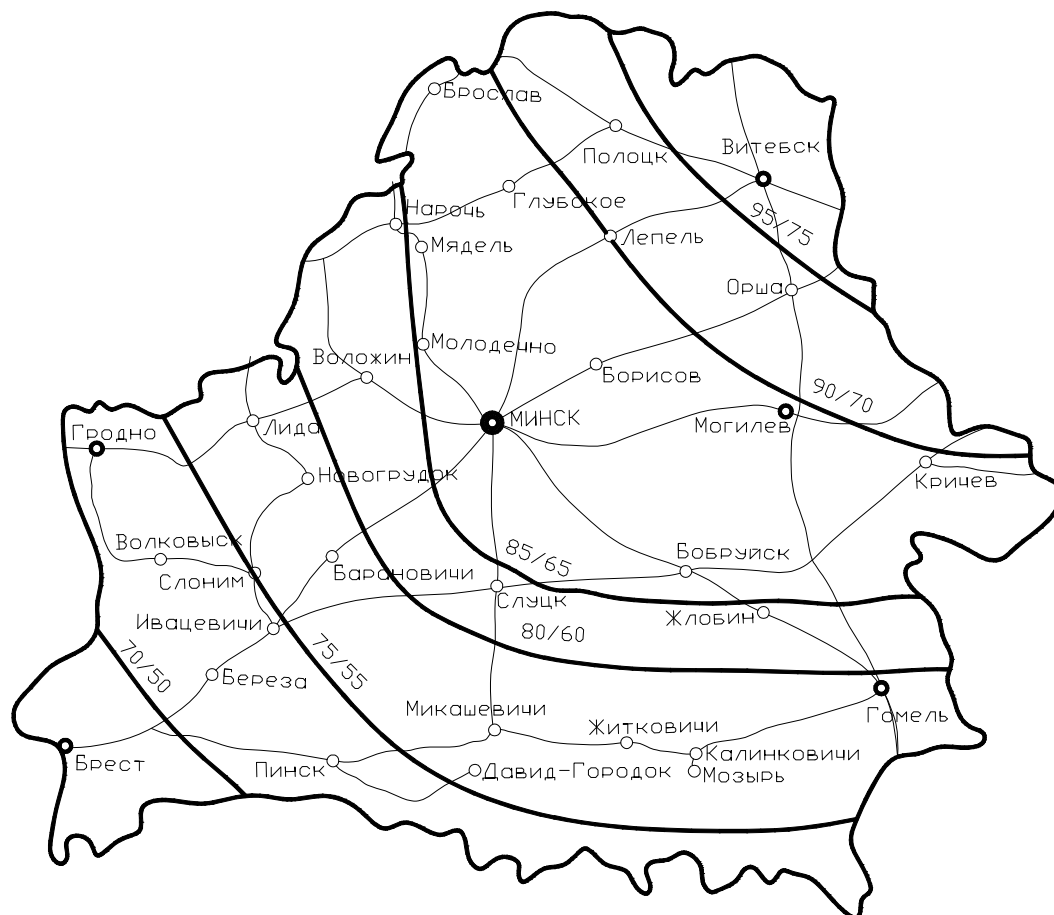 Брослав
Полоцк
Витебск
Глубокое
Нарочь
95/75
Мядель
Лепель
Орша
Молодечно
Воложин
Борисов
90/70
МИНСК
Могилев
Гродно
Лида
Новогрудок
Кричев
Волковыск
85/65
Бобруйск
Слоним
Барановичи
Слуцк
Жлобин
Ивацевичи
80/60
70/50
75/55
Береза
Микашевичи
Гомель
Житковичи
Калинковичи
Брест
Пинск
Давид-Городок
Мозырь